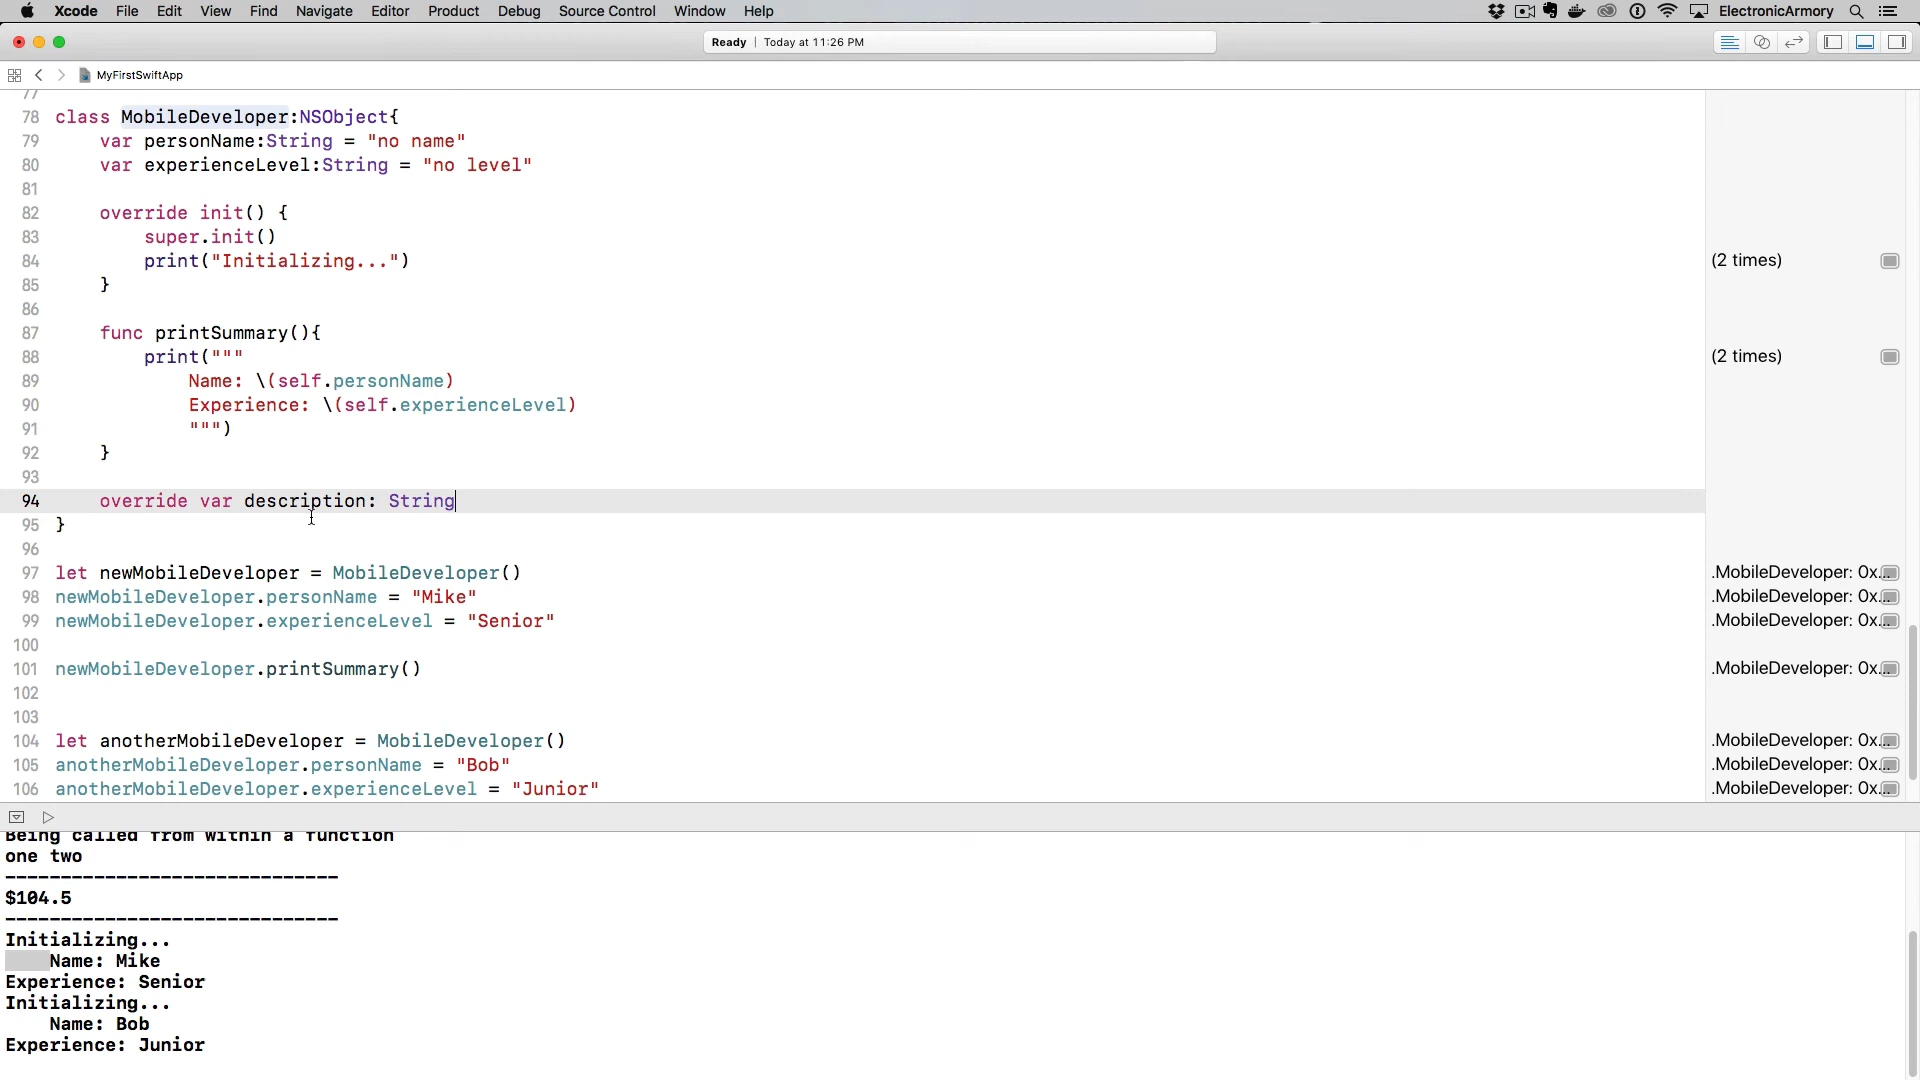 Xcode File Edit View Find Navigate Editor Product Debug Source Control Window Help ElectronicArmory
Ready | Today at 11:26 PM
MyFirstSwiftApp
77
78 class MobileDeveloper:NSObject{
79 var personName:String = "no name"
80 var experienceLevel:String = "no level"
81
82 override init() {
83 super.init()
84 print("Initializing...") (2 times)
85 }
86
87 func printSummary(){
88 print(""" (2 times)
89 Name: \(self.personName)
90 Experience: \(self.experienceLevel)
91 """)
92 }
93
94 override var description: String
95 }
96
97 let newMobileDeveloper = MobileDeveloper() .MobileDeveloper: 0x...
98 newMobileDeveloper.personName = "Mike" .MobileDeveloper: 0x...
99 newMobileDeveloper.experienceLevel = "Senior" .MobileDeveloper: 0x...
100
101 newMobileDeveloper.printSummary() .MobileDeveloper: 0x...
102
103
104 let anotherMobileDeveloper = MobileDeveloper() .MobileDeveloper: 0x...
105 anotherMobileDeveloper.personName = "Bob" .MobileDeveloper: 0x...
106 anotherMobileDeveloper.experienceLevel = "Junior" .MobileDeveloper: 0x...
Being called from within a function
one two
------------------------------
$104.5
------------------------------
Initializing...
Name: Mike
Experience: Senior
Initializing...
Name: Bob
Experience: Junior